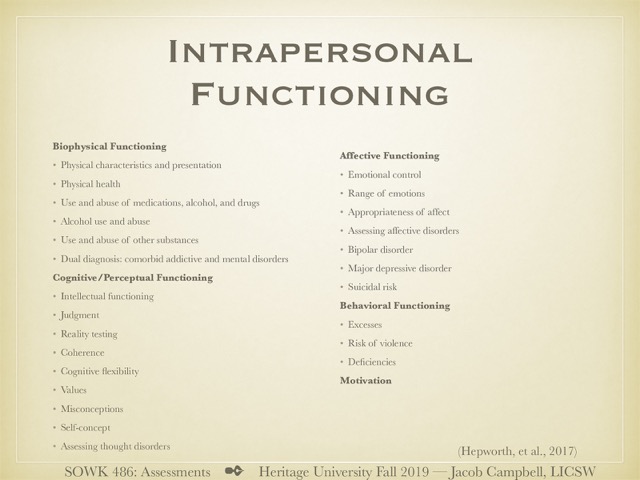 Intrapersonal
Functioning
Biophysical Functioning
• Physical characteristics and presentation
• Physical health
• Use and abuse of medications, alcohol, and drugs
• Alcohol use and abuse
• Use and abuse of other substances
• Dual diagnosis: comorbid addictive and mental disorders
Cognitive/Perceptual Functioning
• Intellectual functioning
• Judgment
• Reality testing
• Coherence
• Cognitive flexibility
• Values
• Misconceptions
• Self-concept
• Assessing thought disorders
Affective Functioning
• Emotional control
• Range of emotions
• Appropriateness of affect
• Assessing affective disorders
• Bipolar disorder
• Major depressive disorder
• Suicidal risk
Behavioral Functioning
• Excesses
• Risk of violence
• Deficiencies
Motivation
(Hepworth, et al., 2017)
SOWK 486: Assessments ✒ Heritage University Fall 2019 — Jacob Campbell, LICSW